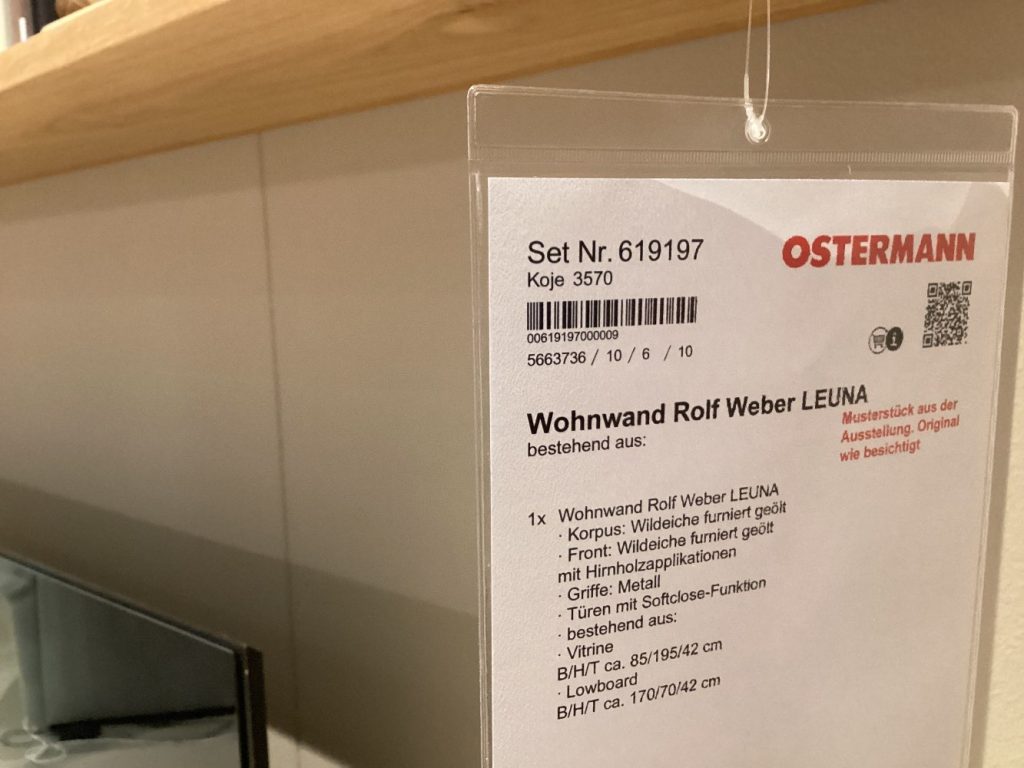 Set Nr. 619197
OSTERMANN
Koje 3570
00619197000009
5663736 / 10 / 6 / 10
Wohnwand Rolf Weber LEUNA
bestehend aus:
Musterstück aus der
Ausstellung. Original
wie besichtigt
1x Wohnwand Rolf Weber LEUNA
· Korpus: Wildeiche furniert geölt
· Front: Wildeiche furniert geölt
mit Hirnholzapplikationen
· Griffe: Metall
· Türen mit Softclose-Funktion
· bestehend aus:
· Vitrine
B/H/T ca. 85/195/42 cm
· Lowboard
B/H/T ca. 170/70/42 cm